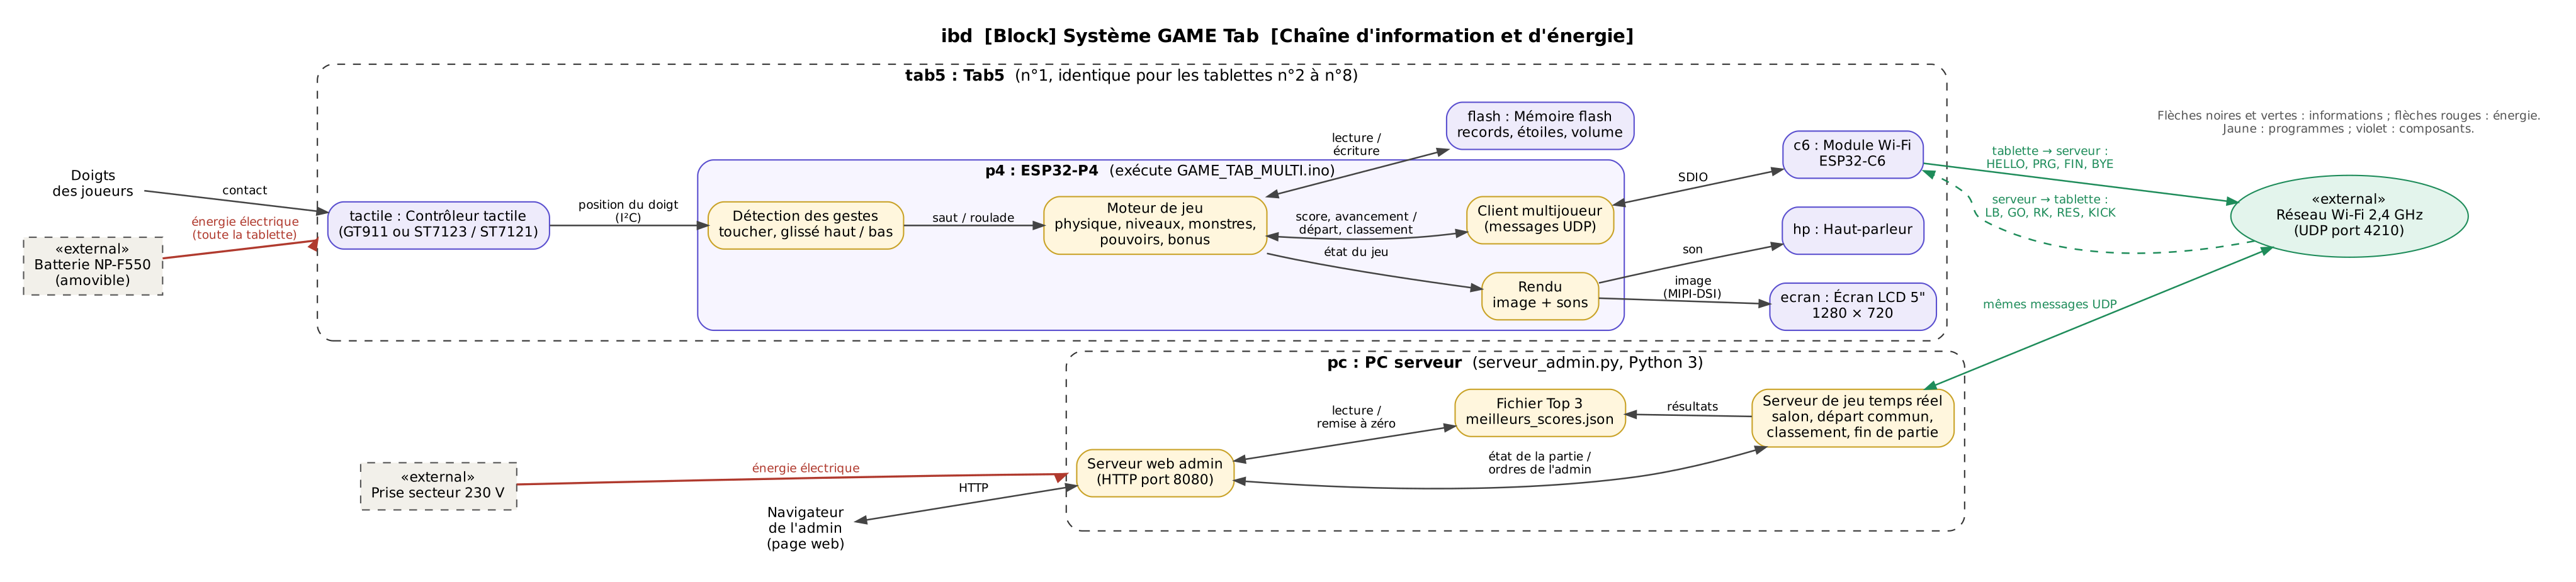 ibd  [Block] Système GAME Tab  [Chaîne d'information et d'énergie]
tab5 : Tab5  (n°1, identique pour les tablettes n°2 à n°8)
Flèches noires et vertes : informations ; flèches rouges : énergie.
Jaune : programmes ; violet : composants.
Doigts
des joueurs
contact
énergie électrique
(toute la tablette)
«external»
Batterie NP-F550
(amovible)
tactile : Contrôleur tactile
(GT911 ou ST7123 / ST7121)
position du doigt
(I²C)
p4 : ESP32-P4  (exécute GAME_TAB_MULTI.ino)
Détection des gestes
toucher, glissé haut / bas
saut / roulade
Moteur de jeu
physique, niveaux, monstres,
pouvoirs, bonus
lecture /
écriture
flash : Mémoire flash
records, étoiles, volume
score, avancement /
départ, classement
état du jeu
Client multijoueur
(messages UDP)
Rendu
image + sons
SDIO
son
image
(MIPI-DSI)
c6 : Module Wi-Fi
ESP32-C6
hp : Haut-parleur
ecran : Écran LCD 5"
1280 × 720
tablette → serveur :
HELLO, PRG, FIN, BYE
serveur → tablette :
LB, GO, RK, RES, KICK
«external»
Réseau Wi-Fi 2,4 GHz
(UDP port 4210)
mêmes messages UDP
pc : PC serveur  (serveur_admin.py, Python 3)
Fichier Top 3
meilleurs_scores.json
résultats
Serveur de jeu temps réel
salon, départ commun,
classement, fin de partie
lecture /
remise à zéro
état de la partie /
ordres de l'admin
Serveur web admin
(HTTP port 8080)
énergie électrique
«external»
Prise secteur 230 V
HTTP
Navigateur
de l'admin
(page web)